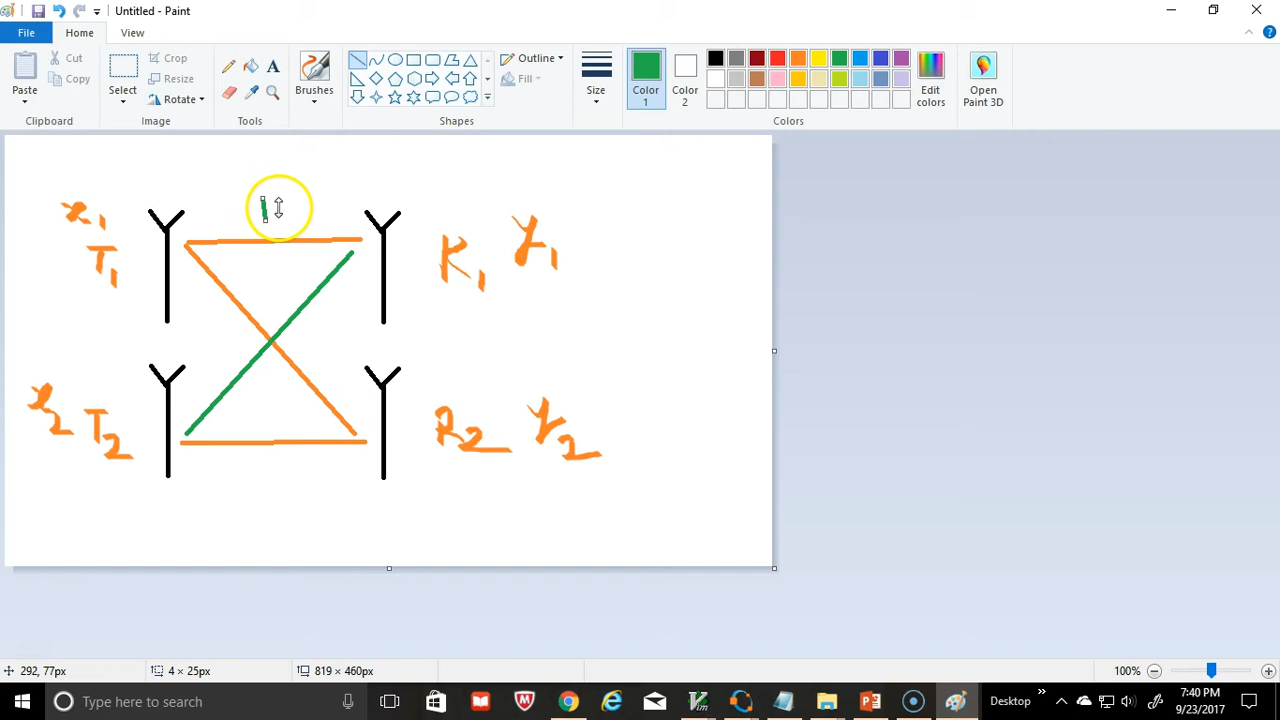 Untitled - Paint
File
Home
View
Paste
Cut
Copy
Clipboard
Select
Crop
Resize
Rotate
Image
Tools
Brushes
Shapes
Outline
Fill
Size
Color 1
Color 2
Colors
Edit colors
Open Paint 3D
x1
T1
R1 y1
x2 T2
R2 y2
292, 77px
4 × 25px
819 × 460px
100%
Type here to search
Desktop
7:40 PM
9/23/2017